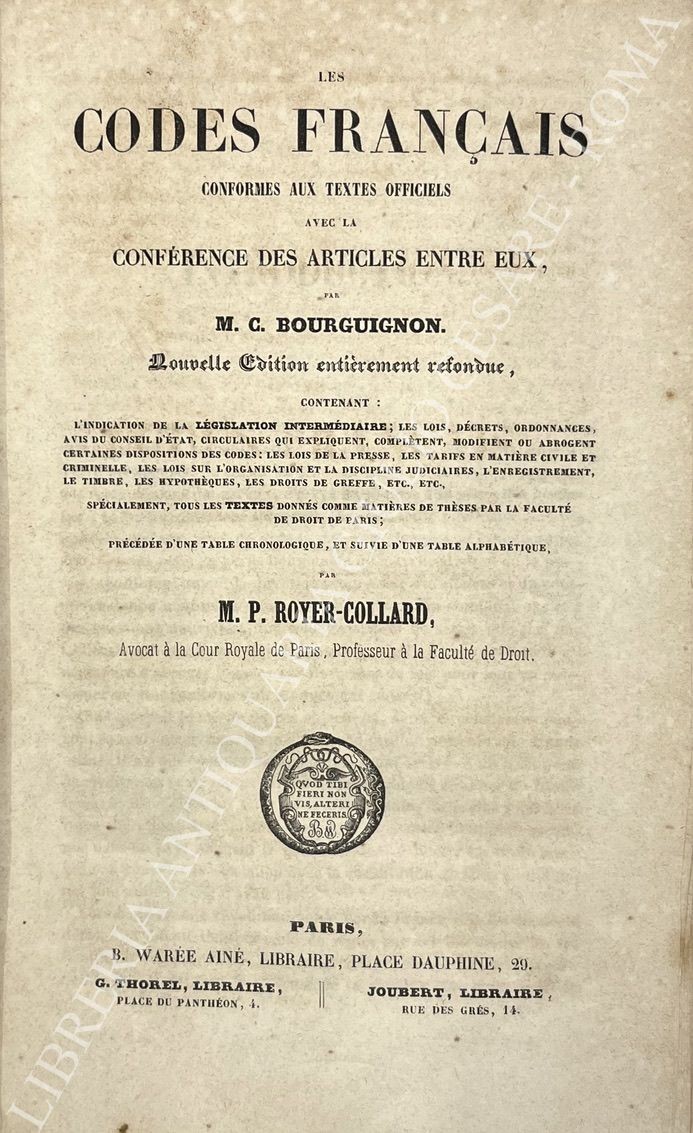 LES
CODES FRANÇAIS
CONFORMES AUX TEXTES OFFICIELS
AVEC LA
CONFÉRENCE DES ARTICLES ENTRE EUX,
PAR
M. C. BOURGUIGNON.
Nouvelle Edition entièrement refondue,
CONTENANT :
L'INDICATION DE LA LÉGISLATION INTERMÉDIAIRE; LES LOIS, DÉCRETS, ORDONNANCES,
AVIS DU CONSEIL D'ÉTAT, CIRCULAIRES QUI EXPLIQUENT, COMPLÈTENT, MODIFIENT OU ABROGENT
CERTAINES DISPOSITIONS DES CODES: LES LOIS DE LA PRESSE, LES TARIFS EN MATIÈRE CIVILE ET
CRIMINELLE, LES LOIS SUR L'ORGANISATION ET LA DISCIPLINE JUDICIAIRES, L'ENREGISTREMENT,
LE TIMBRE, LES HYPOTHÈQUES, LES DROITS DE GREFFE, ETC., ETC.,
SPÉCIALEMENT, TOUS LES TEXTES DONNÉS COMME MATIÈRES DE THÈSES PAR LA FACULTÉ
DE DROIT DE PARIS;
PRÉCÉDÉE D'UNE TABLE CHRONOLOGIQUE, ET SUIVIE D'UNE TABLE ALPHABÉTIQUE,
PAR
M. P. ROYER-COLLARD,
Avocat à la Cour Royale de Paris, Professeur à la Faculté de Droit.
QVOD TIBI
FIERI NON
VIS, ALTERI
NE FECERIS.
PARIS,
B. WARÉE AINÉ, LIBRAIRE, PLACE DAUPHINE, 29.
G. THOREL, LIBRAIRE,
PLACE DU PANTHÉON, 4.
JOUBERT, LIBRAIRE,
RUE DES GRÉS, 14.